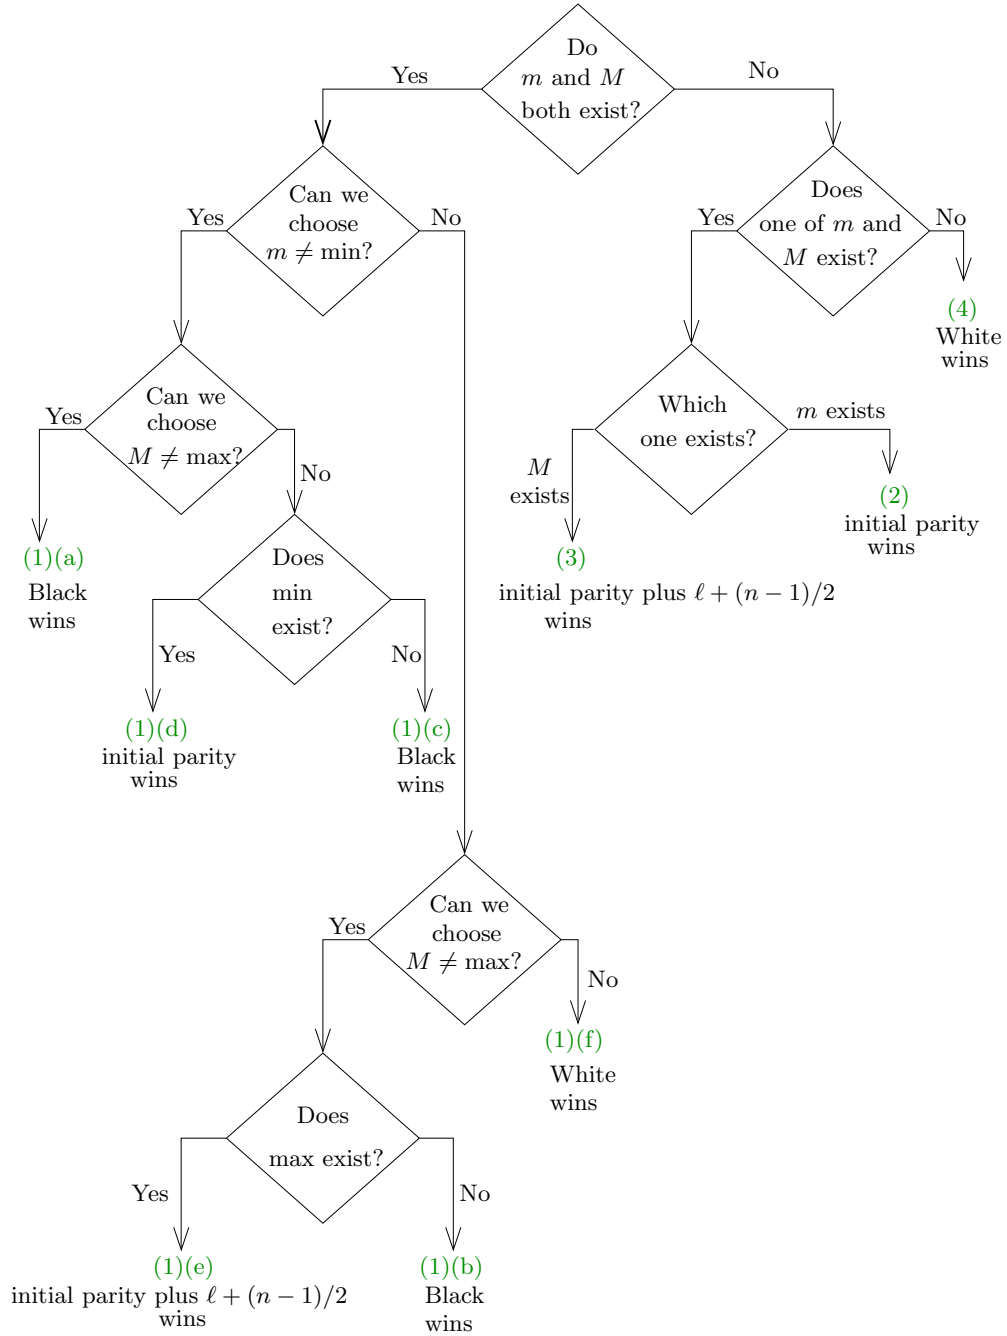 Do
m and M
both exist?
Yes
No
Can we
choose
m ≠ min?
Yes
No
Does
one of m and
M exist?
Yes
No
(4)
White
wins
Can we
choose
M ≠ max?
Yes
No
Which
one exists?
m exists
M
exists
(2)
initial parity
wins
(3)
initial parity plus ℓ + (n − 1)/2
wins
(1)(a)
Black
wins
Does
min
exist?
Yes
No
(1)(d)
initial parity
wins
(1)(c)
Black
wins
Can we
choose
M ≠ max?
Yes
No
(1)(f)
White
wins
Does
max exist?
Yes
No
(1)(e)
initial parity plus ℓ + (n − 1)/2
wins
(1)(b)
Black
wins